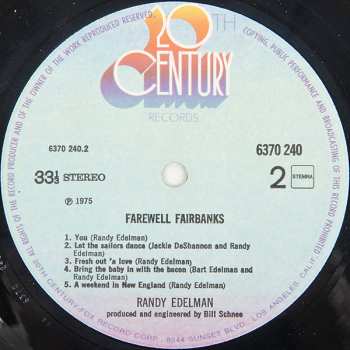 20TH
CENTURY
RECORDS
6370 240.2
6370 240
33⅓ STEREO
2
STEMRA
℗ 1975
FAREWELL FAIRBANKS
1. You (Randy Edelman)
2. Let the sailors dance (Jackie DeShannon and Randy
Edelman)
3. Fresh out 'a love (Randy Edelman)
4. Bring the baby in with the bacon (Bart Edelman and
Randy Edelman)
5. A weekend in New England (Randy Edelman)
RANDY EDELMAN
produced and engineered by Bill Schnee
ALL RIGHTS OF THE RECORD PRODUCER AND OF THE OWNER OF THE WORK REPRODUCED RESERVED.
COPYING, PUBLIC PERFORMANCE AND BROADCASTING OF THIS RECORD PROHIBITED
20TH CENTURY-FOX RECORD CORP., 8544 SUNSET BLVD., LOS ANGELES, CALIF.